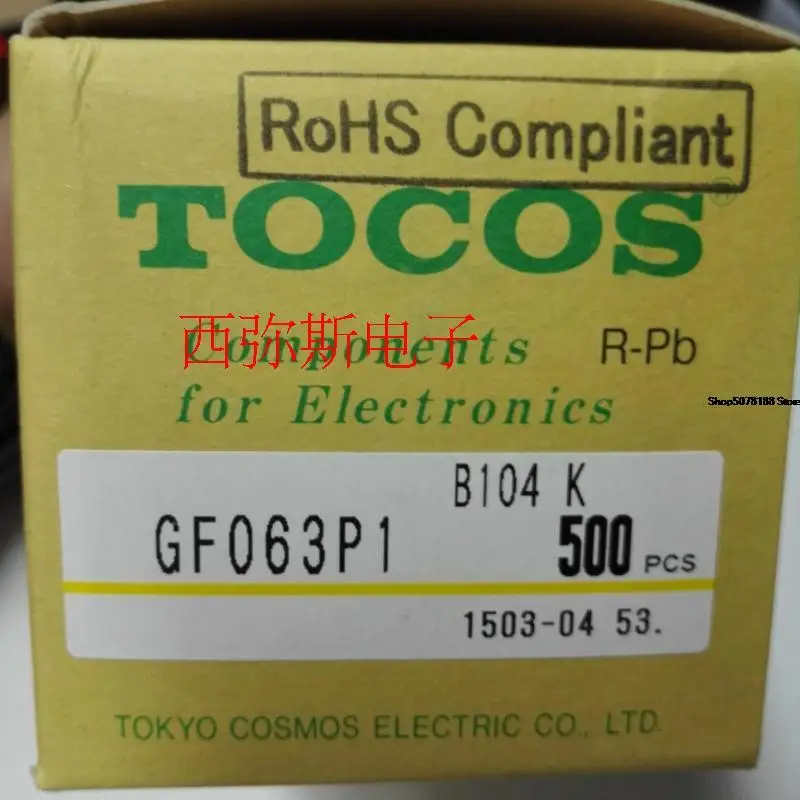 RoHS Compliant
TOCOS®
西弥斯电子
Components R-Pb
for Electronics
Shop5078188 Store
B104 K
GF063P1 500 PCS
1503-04 53.
TOKYO COSMOS ELECTRIC CO., LTD.